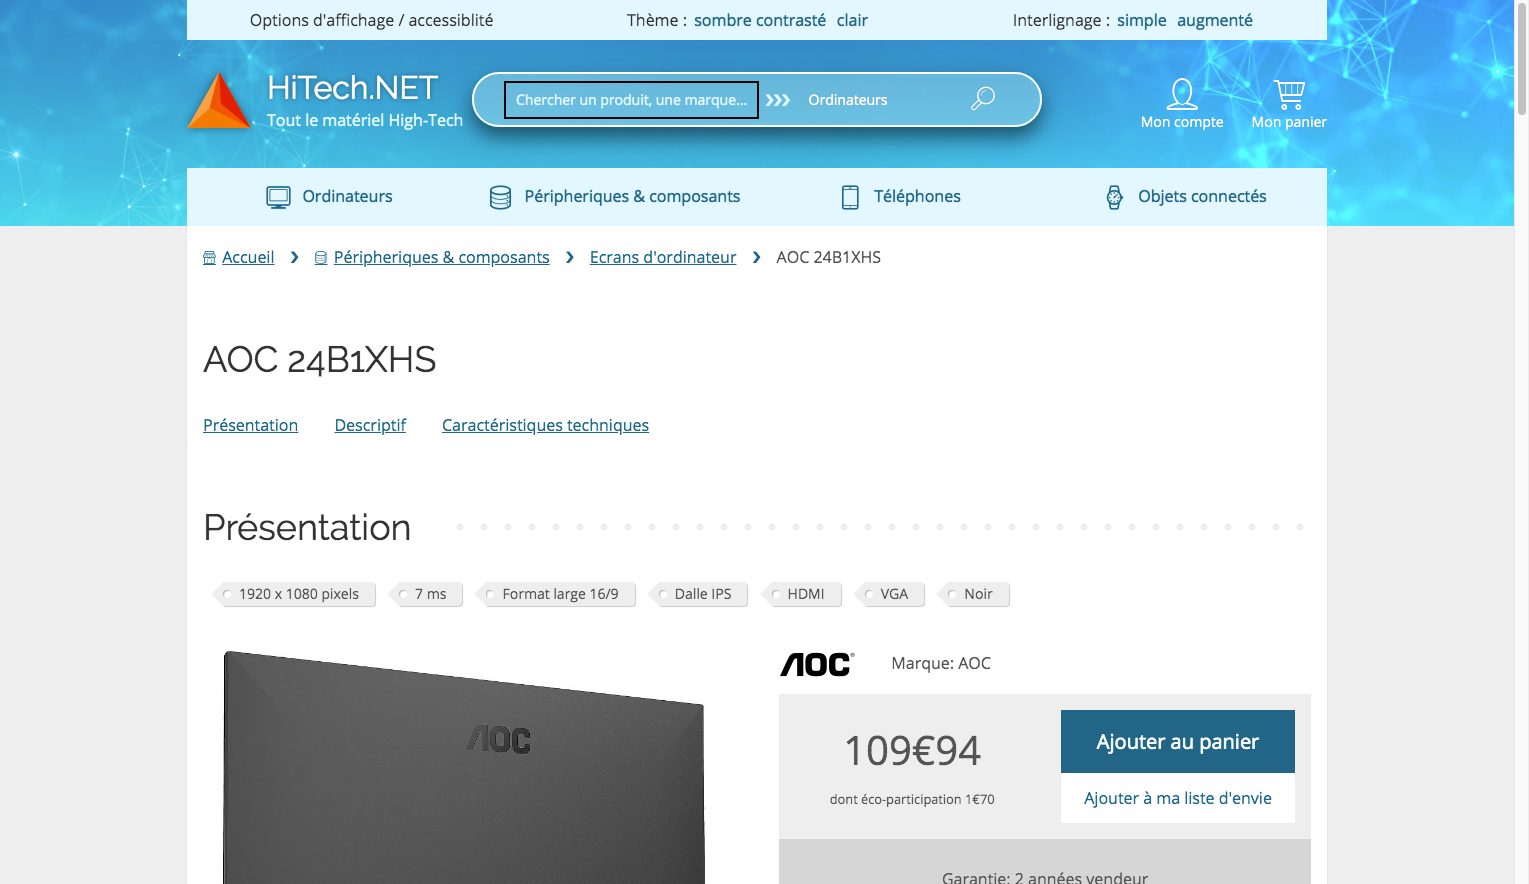 Options d'affichage / accessiblité
Thème : sombre contrasté clair
Interlignage : simple augmenté
HiTech.NET
Tout le matériel High-Tech
Chercher un produit, une marque...
Ordinateurs
Mon compte
Mon panier
Ordinateurs
Péripheriques & composants
Téléphones
Objets connectés
Accueil
Péripheriques & composants
Ecrans d'ordinateur
AOC 24B1XHS
AOC 24B1XHS
Présentation
Descriptif
Caractéristiques techniques
Présentation
1920 x 1080 pixels
7 ms
Format large 16/9
Dalle IPS
HDMI
VGA
Noir
AOC
AOC®
Marque: AOC
109€94
dont éco-participation 1€70
Ajouter au panier
Ajouter à ma liste d'envie
Garantie: 2 années vendeur